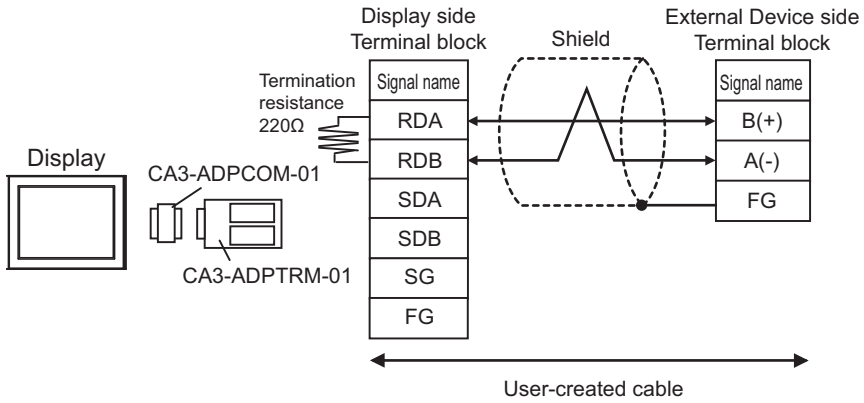 Display side
Terminal block
Shield
External Device side
Terminal block
Termination
resistance
220Ω
Signal name
RDA
RDB
SDA
SDB
SG
FG
Signal name
B(+)
A(-)
FG
Display
CA3-ADPCOM-01
CA3-ADPTRM-01
User-created cable